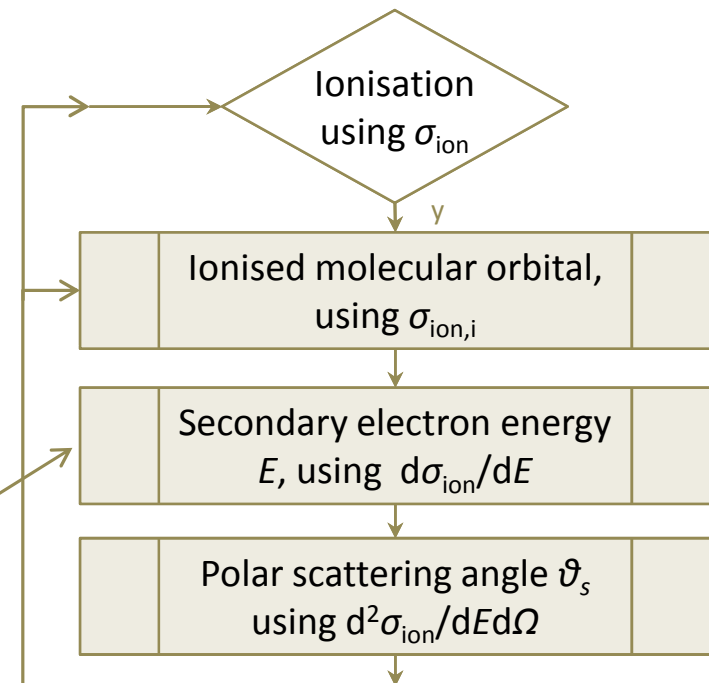 Ionisation
using σion
y
Ionised molecular orbital,
using σion,i
Secondary electron energy
E, using dσion/dE
Polar scattering angle ϑs
using d²σion/dEdΩ